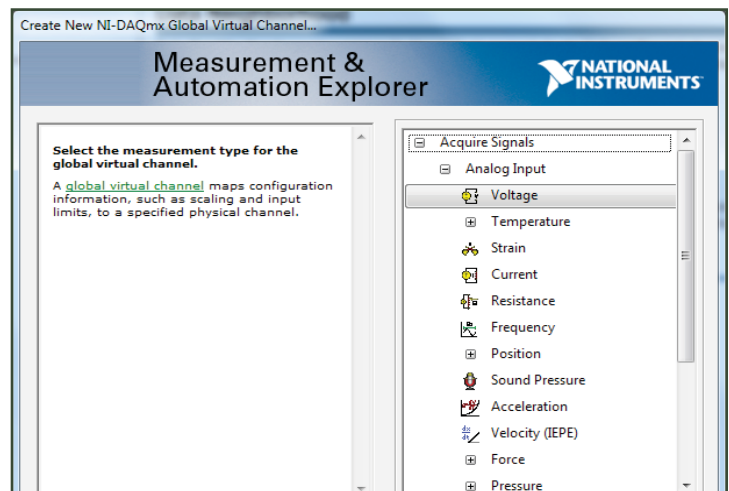 Create New NI-DAQmx Global Virtual Channel...
Measurement &
Automation Explorer
NATIONAL
INSTRUMENTS
Select the measurement type for the
global virtual channel.
A global virtual channel maps configuration
information, such as scaling and input
limits, to a specified physical channel.
Acquire Signals
Analog Input
Voltage
Temperature
Strain
Current
Resistance
Frequency
Position
Sound Pressure
Acceleration
Velocity (IEPE)
Force
Pressure